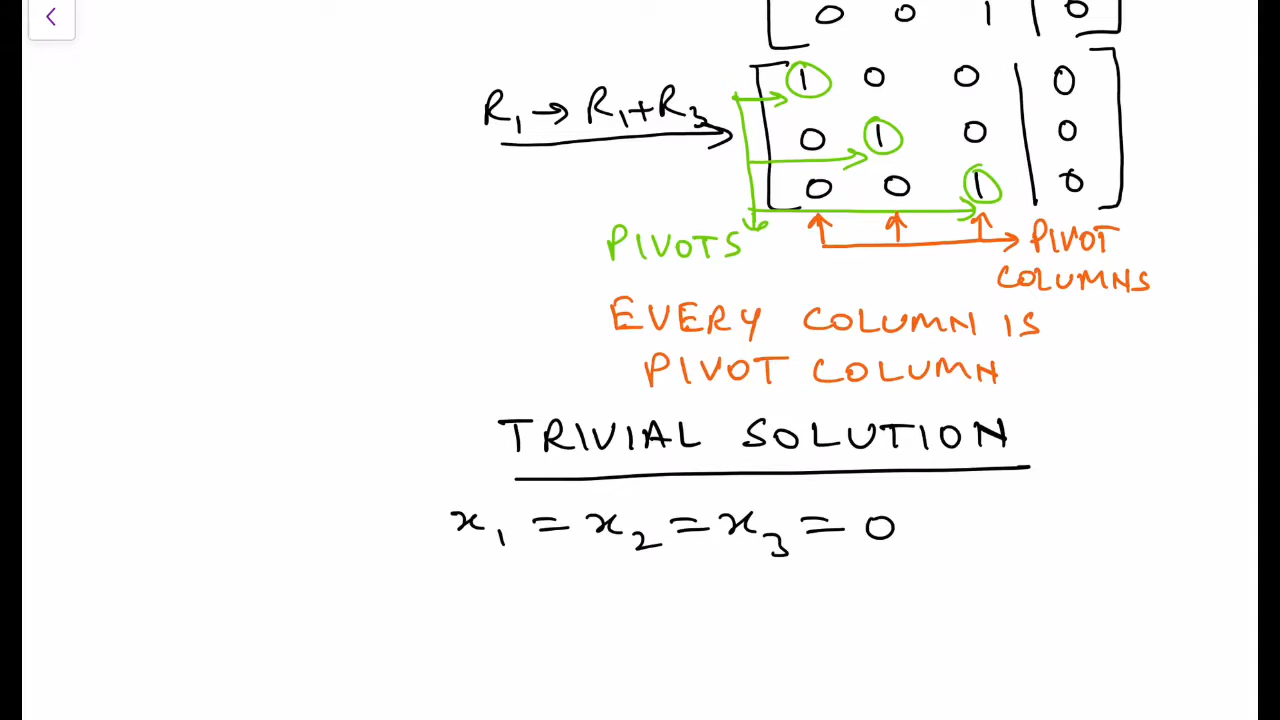 0 0 1 | 0
R₁ → R₁+R₃
1 0 0 | 0
0 1 0 | 0
0 0 1 | 0
PIVOTS
PIVOT
COLUMNS
EVERY COLUMN IS
PIVOT COLUMN
TRIVIAL SOLUTION
x₁ = x₂ = x₃ = 0